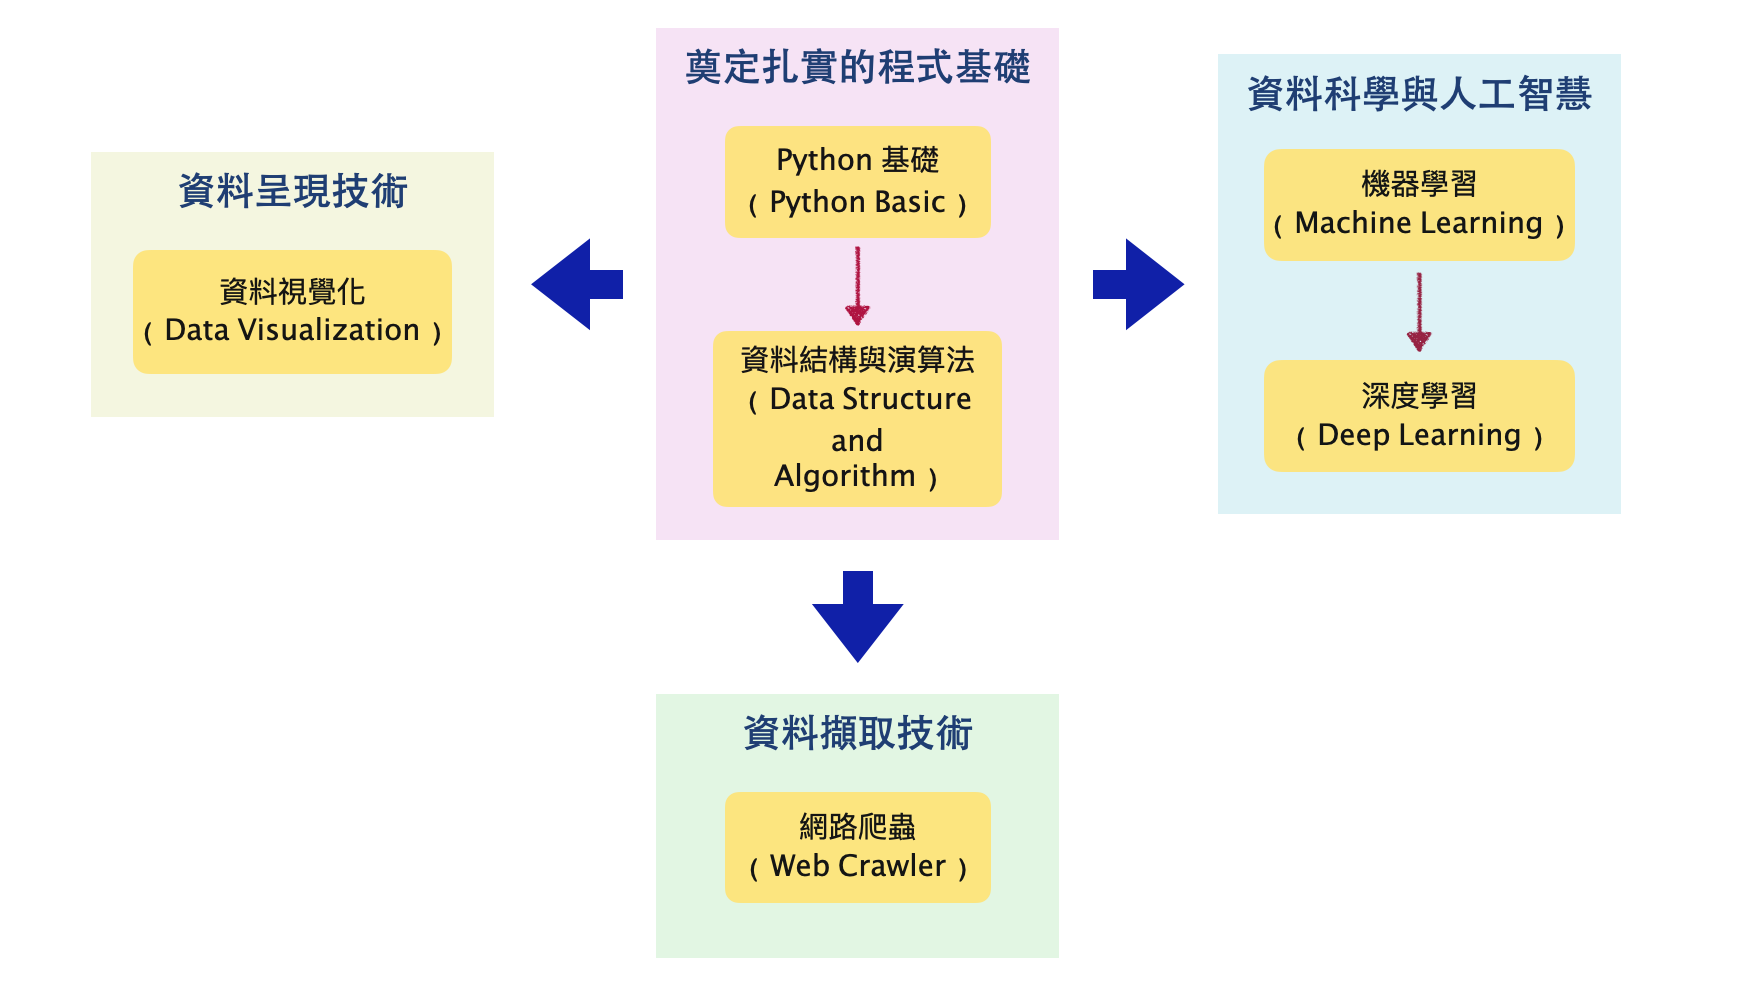 奠定扎實的程式基礎
Python 基礎
( Python Basic )
資料結構與演算法
( Data Structure
and
Algorithm )
資料呈現技術
資料視覺化
( Data Visualization )
資料科學與人工智慧
機器學習
( Machine Learning )
深度學習
( Deep Learning )
資料擷取技術
網路爬蟲
( Web Crawler )